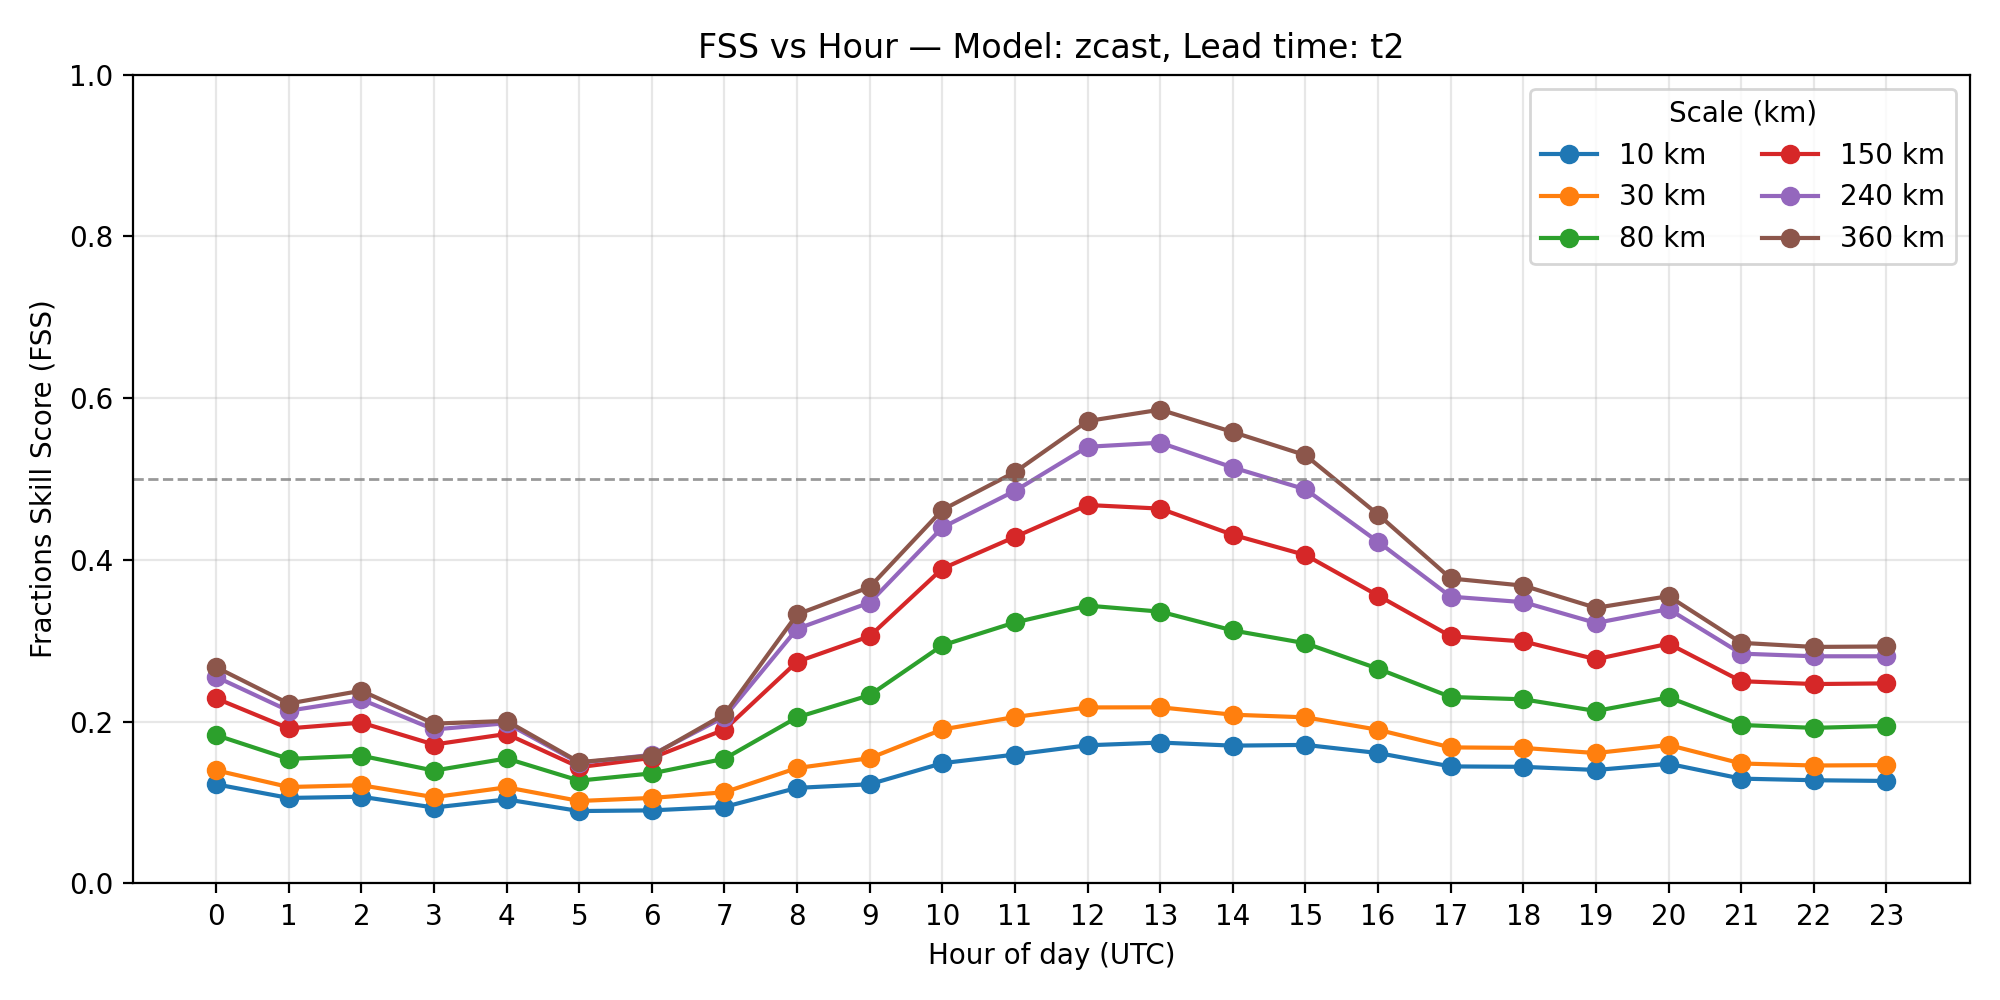 FSS vs Hour — Model: zcast, Lead time: t2
Fractions Skill Score (FSS)
1.0
0.8
0.6
0.4
0.2
0.0
Scale (km)
10 km 150 km
30 km 240 km
80 km 360 km
0 1 2 3 4 5 6 7 8 9 10 11 12 13 14 15 16 17 18 19 20 21 22 23
Hour of day (UTC)